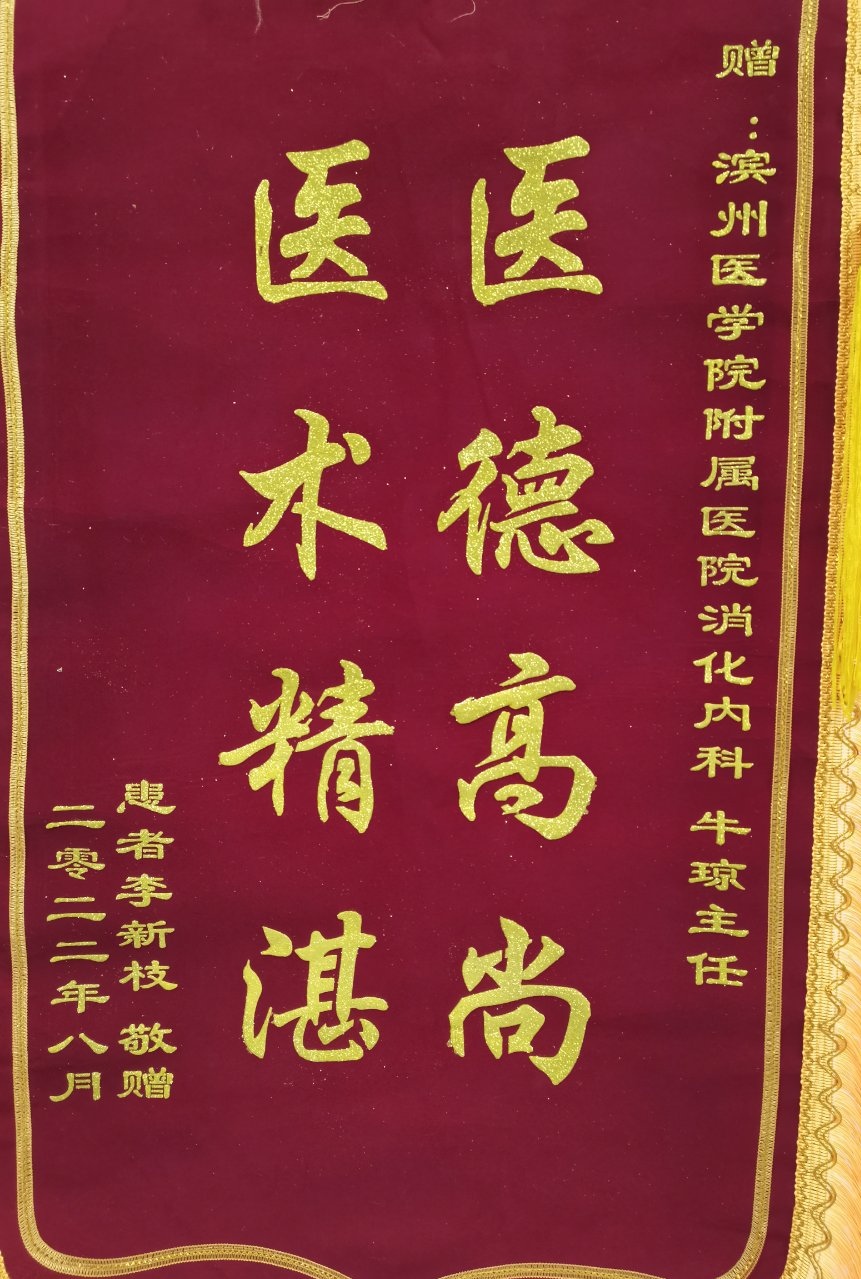 赠：滨州医学院附属医院消化内科 牛琼主任
医德高尚
医术精湛
患者李新枝 敬赠
二零二二年八月